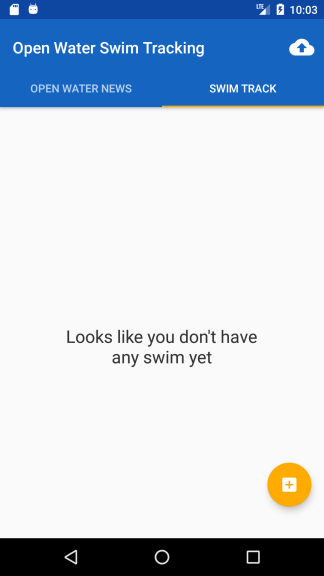 LTE 10:03
Open Water Swim Tracking
OPEN WATER NEWS
SWIM TRACK
Looks like you don't have
any swim yet